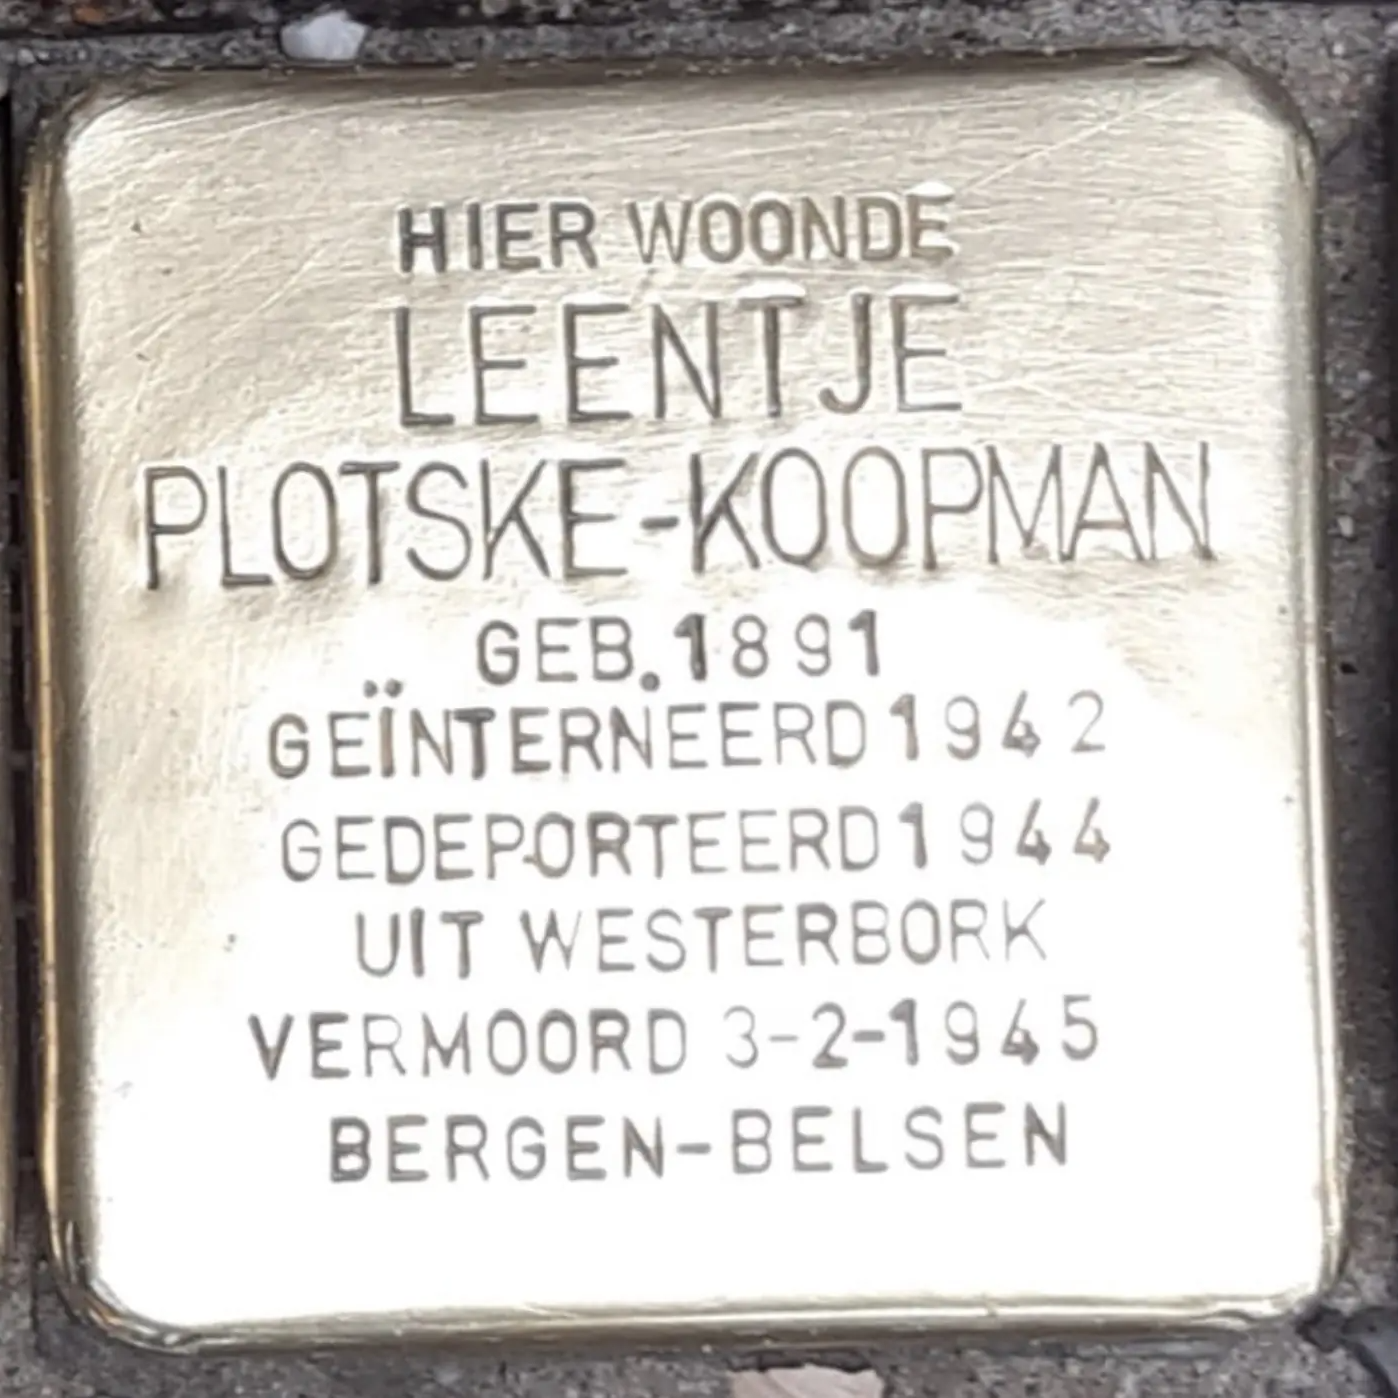 HIER WOONDE
LEENTJE
PLOTSKE-KOOPMAN
GEB. 1891
GEÏNTERNEERD 1942
GEDEPORTEERD 1944
UIT WESTERBORK
VERMOORD 3-2-1945
BERGEN-BELSEN